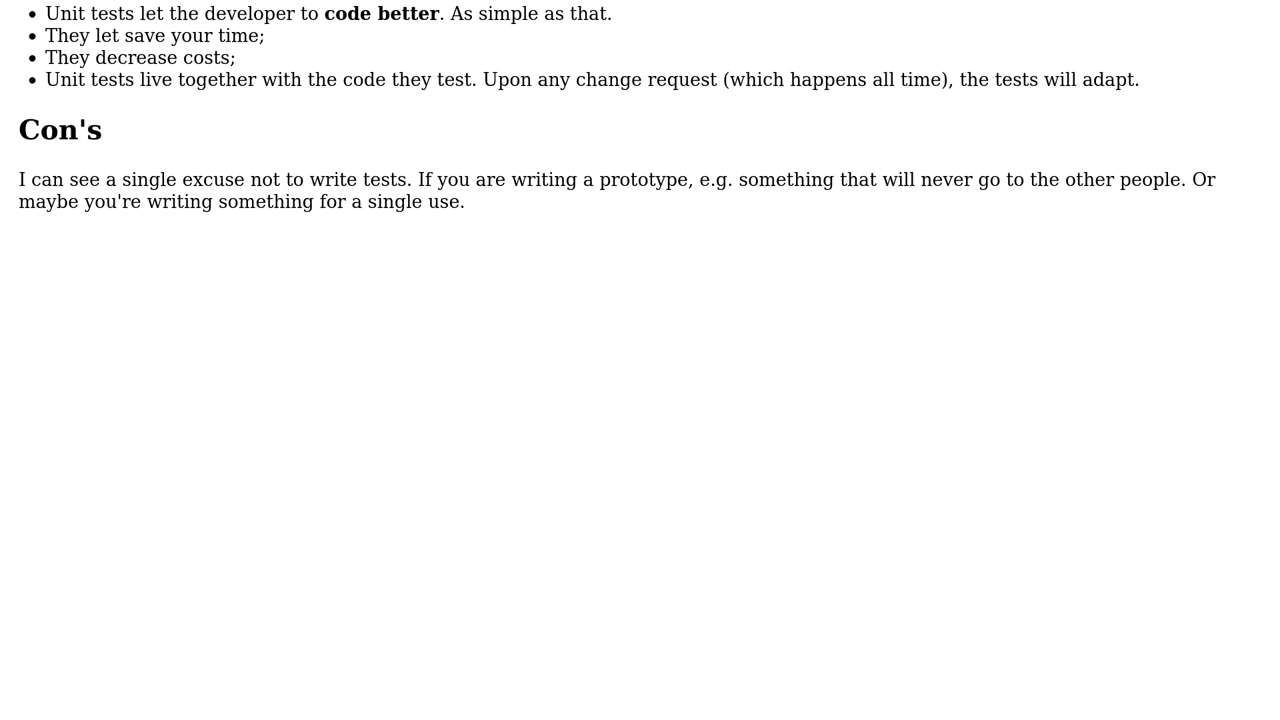 • Unit tests let the developer to code better. As simple as that.
• They let save your time;
• They decrease costs;
• Unit tests live together with the code they test. Upon any change request (which happens all time), the tests will adapt.
Con's
I can see a single excuse not to write tests. If you are writing a prototype, e.g. something that will never go to the other people. Or
maybe you're writing something for a single use.